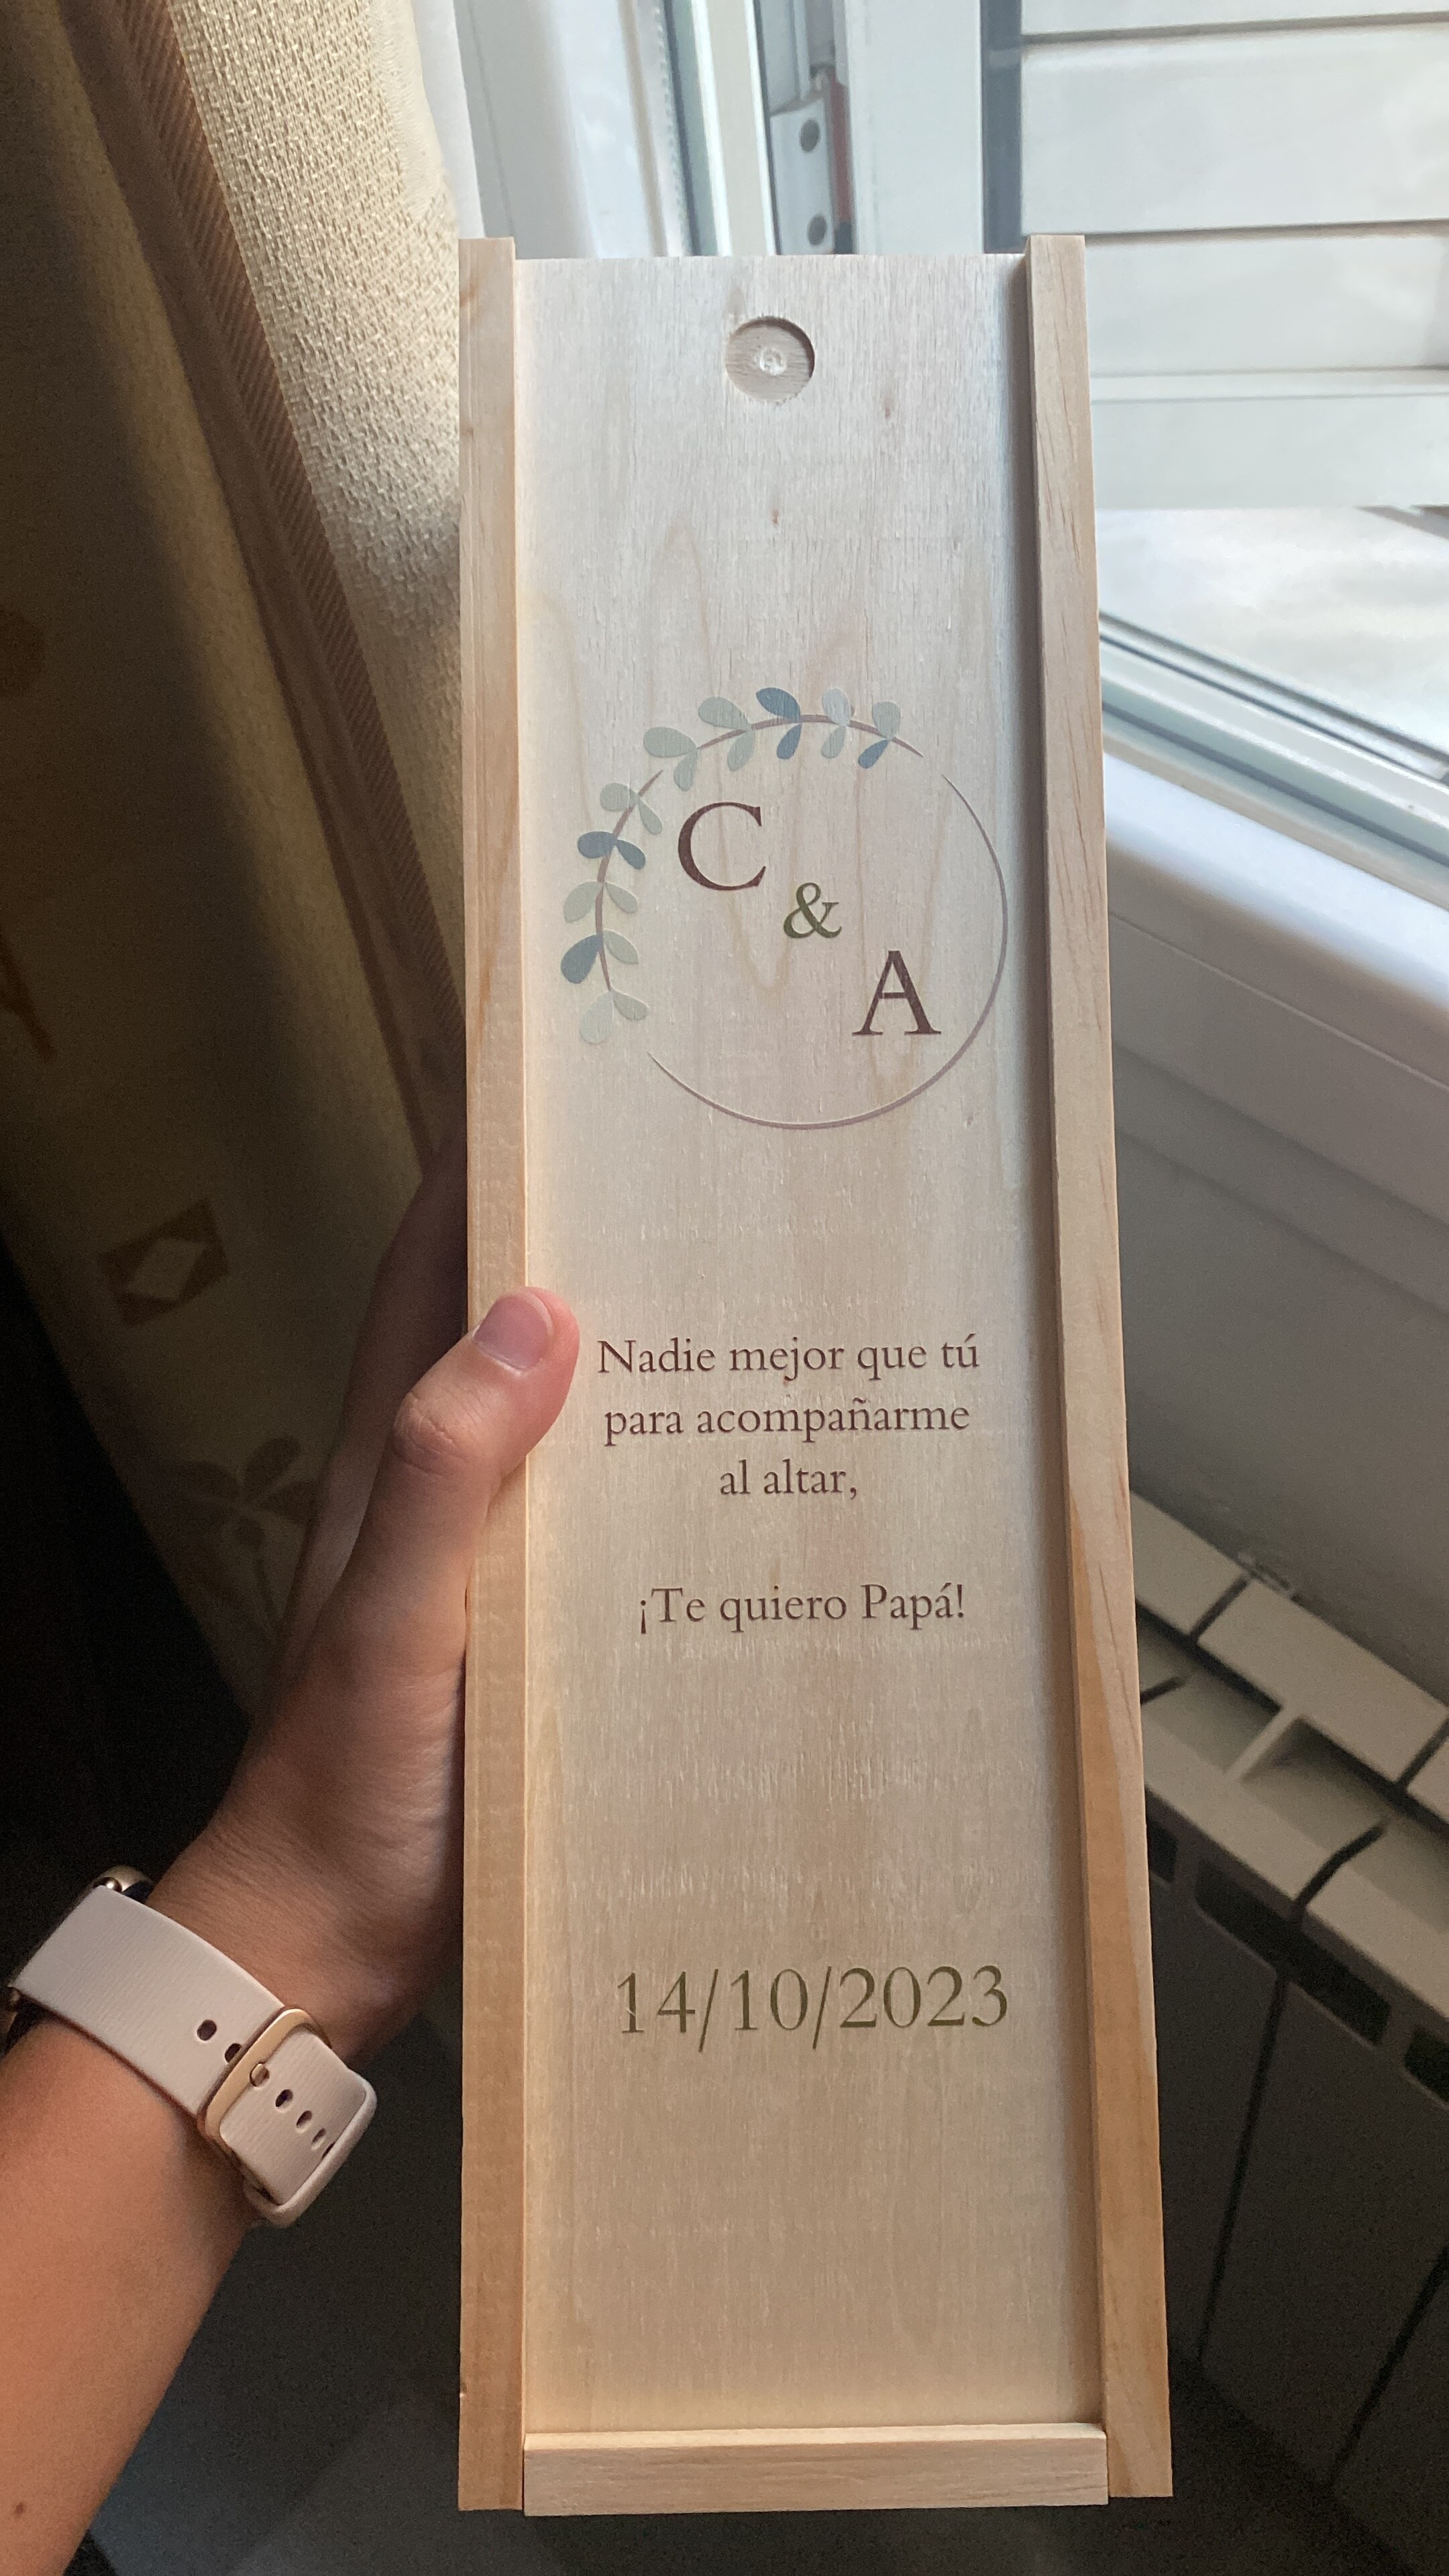 C
&
A
Nadie mejor que tú
para acompañarme
al altar,
¡Te quiero Papá!
14/10/2023